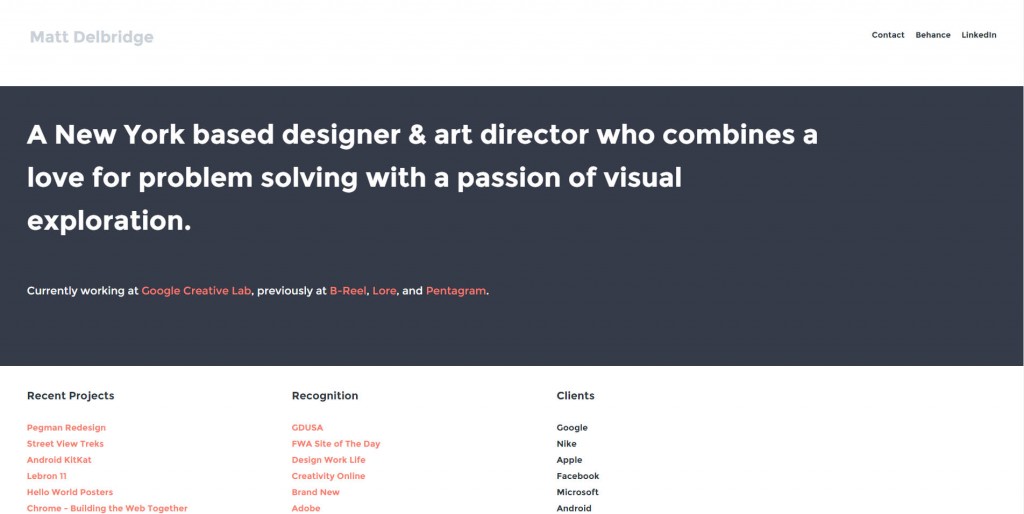 Matt Delbridge
Contact Behance LinkedIn
A New York based designer & art director who combines a
love for problem solving with a passion of visual
exploration.
Currently working at Google Creative Lab, previously at B-Reel, Lore, and Pentagram.
Recent Projects
Pegman Redesign
Street View Treks
Android KitKat
Lebron 11
Hello World Posters
Chrome - Building the Web Together
Recognition
GDUSA
FWA Site of The Day
Design Work Life
Creativity Online
Brand New
Adobe
Clients
Google
Nike
Apple
Facebook
Microsoft
Android